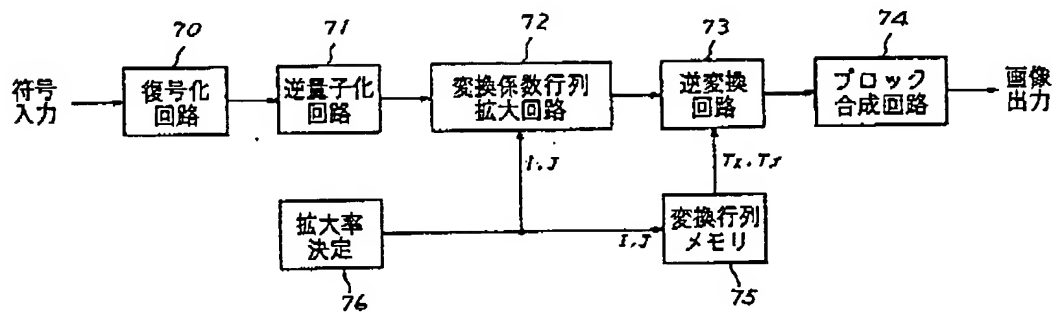 70
71
72
73
74
符号
入力
復号化
回路
逆量子化
回路
変換係数行列
拡大回路
逆変換
回路
ブロック
合成回路
画像
出力
I,J
TI,TJ
拡大率
決定
I,J
変換行列
メモリ
76
75